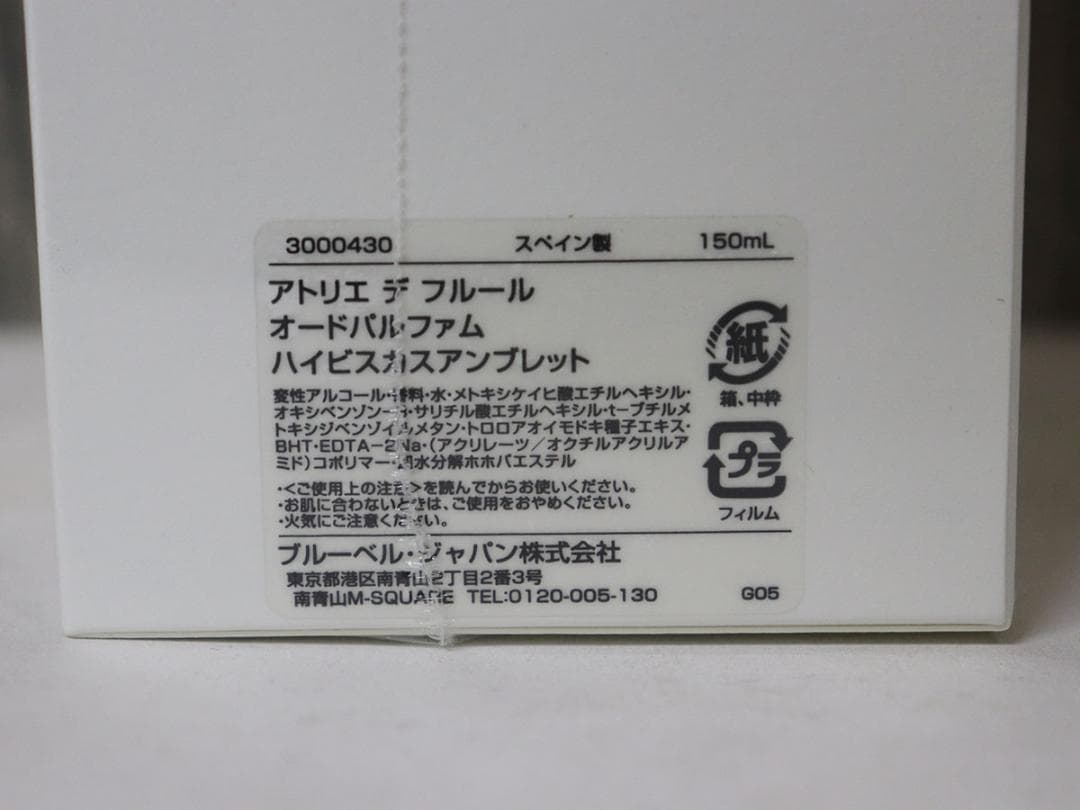 3000430 スペイン製 150mL
アトリエ デ フルール
オードパルファム
ハイビスカスアンブレット
変性アルコール・香料・水・メトキシケイヒ酸エチルヘキシル・
オキシベンゾン-3・サリチル酸エチルヘキシル・t-ブチルメ
トキシジベンゾイルメタン・トロロアオイモドキ種子エキス・
BHT・EDTA-2Na・(アクリレーツ/オクチルアクリルア
ミド)コポリマー・加水分解ホホバエステル
・<ご使用上の注意>を読んでからお使いください。
・お肌に合わないときは、ご使用をおやめください。
・火気にご注意ください。
紙
箱、中枠
プラ
フィルム
ブルーベル・ジャパン株式会社
東京都港区南青山2丁目2番3号
南青山M-SQUARE TEL:0120-005-130 G05